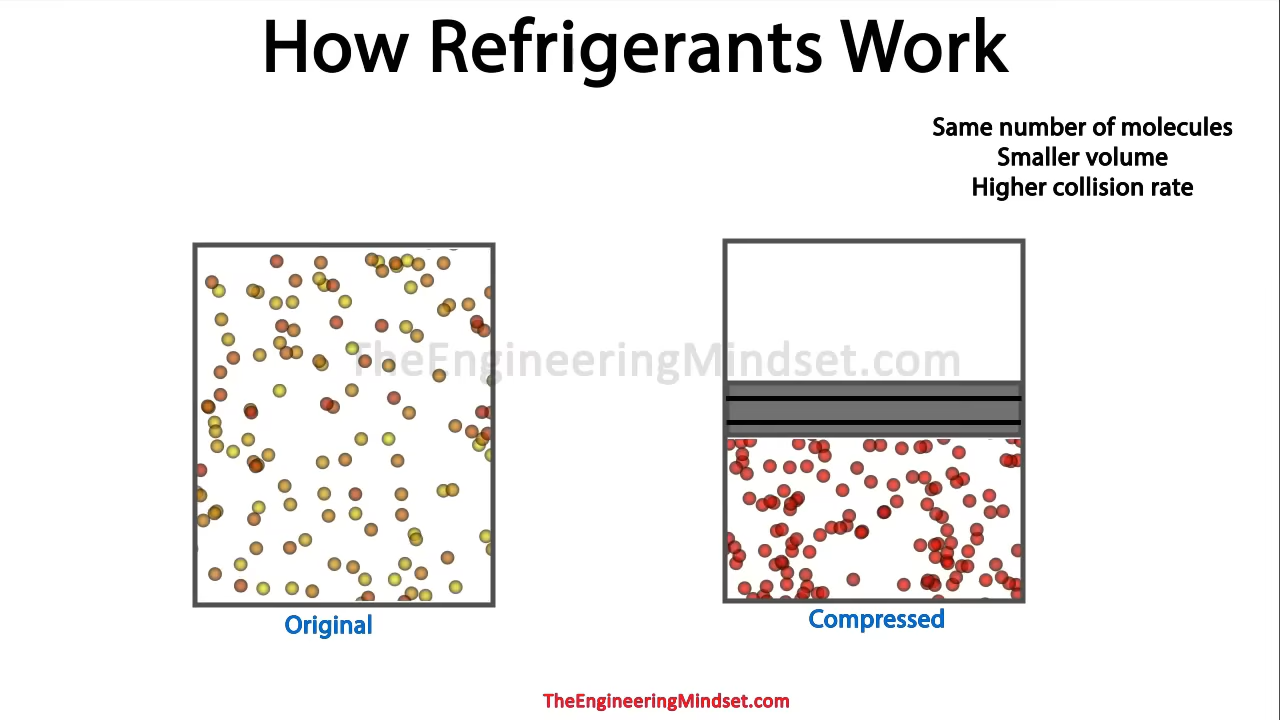 How Refrigerants Work
Same number of molecules
Smaller volume
Higher collision rate
TheEngineeringMindset.com
Original
Compressed
TheEngineeringMindset.com